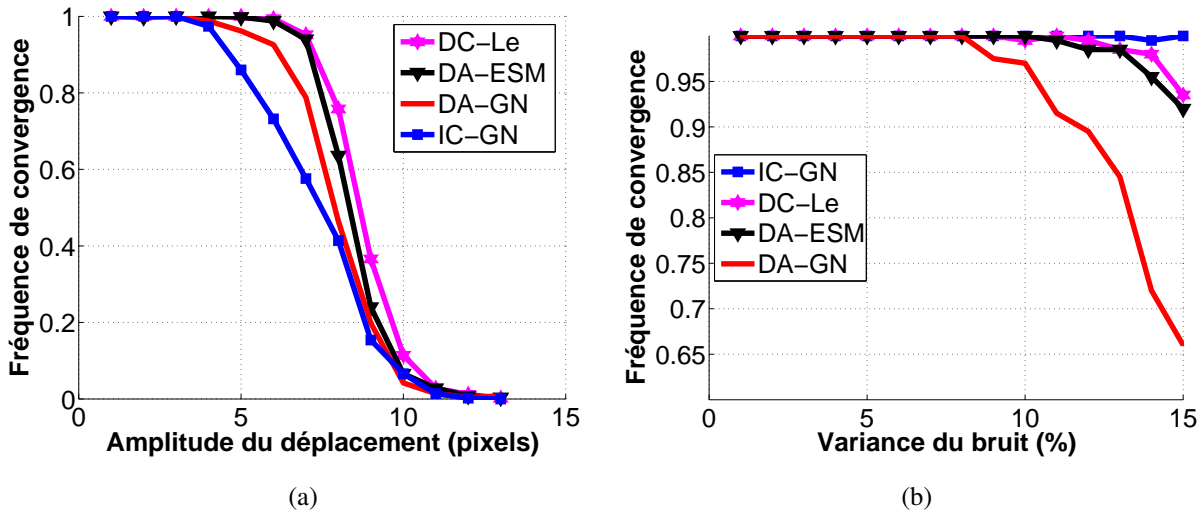 1
0.8
0.6
0.4
0.2
0
0
5
10
15
Fréquence de convergence
Amplitude du déplacement (pixels)
DC−Le
DA−ESM
DA−GN
IC−GN
(a)
0.95
0.9
0.85
0.8
0.75
0.7
0.65
0
5
10
15
Fréquence de convergence
Variance du bruit (%)
IC−GN
DC−Le
DA−ESM
DA−GN
(b)